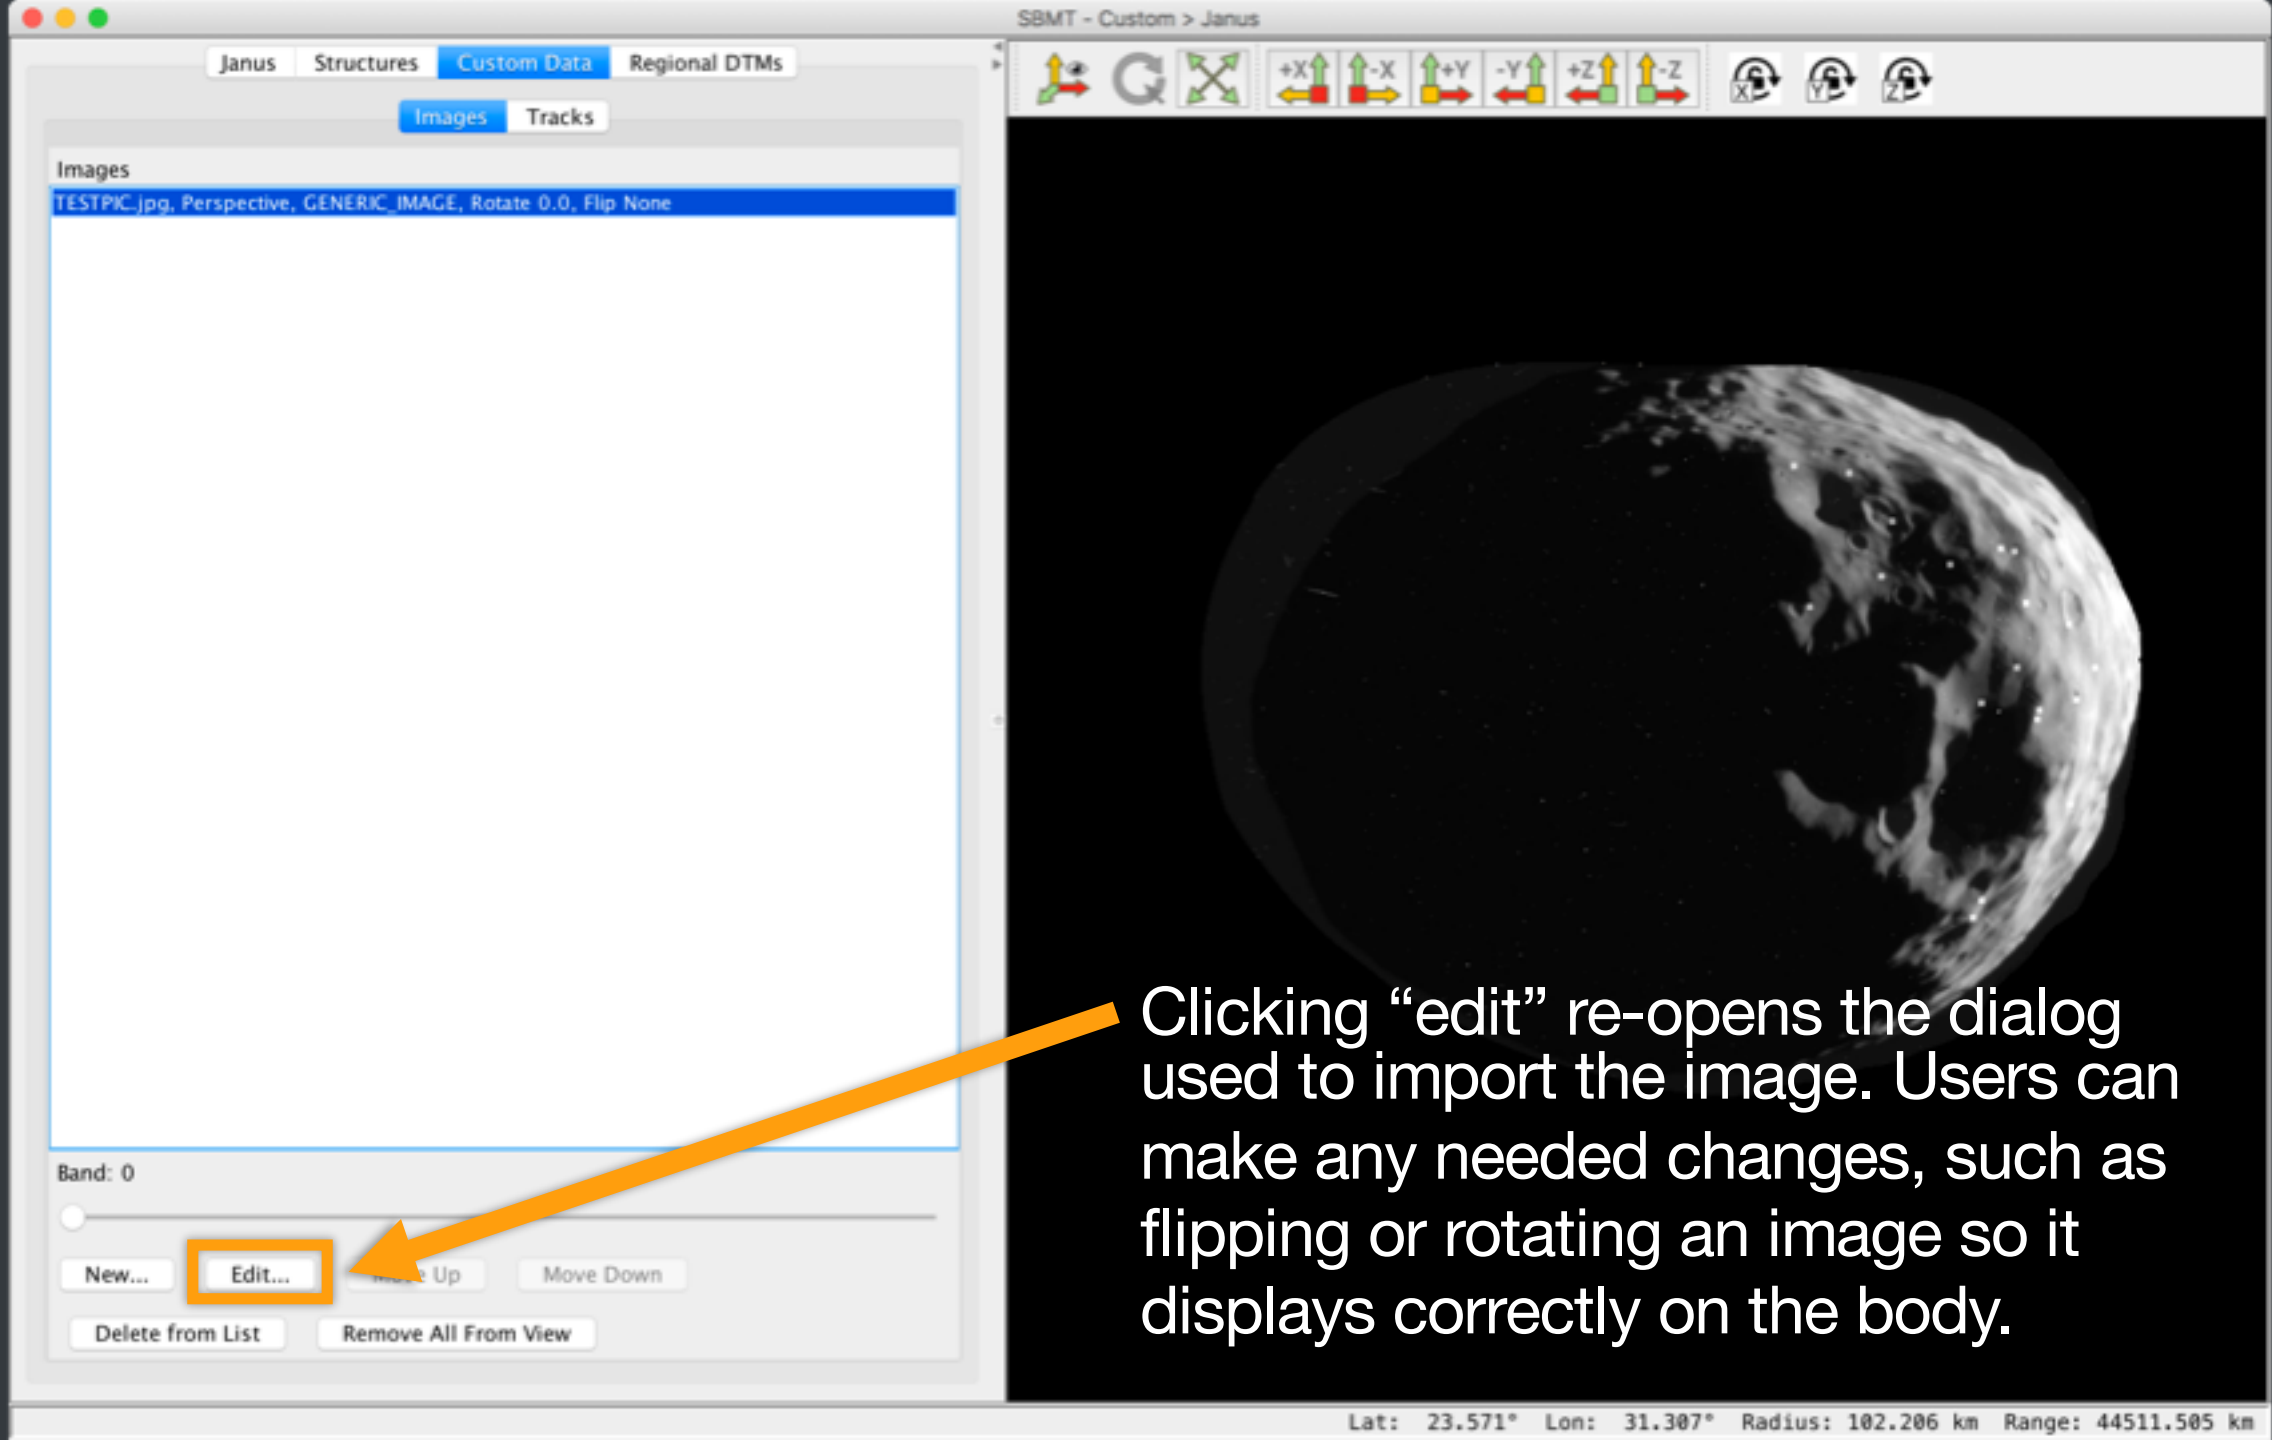 SBMT - Custom > Janus
Janus Structures Custom Data Regional DTMs
+X -X +Y -Y +Z -Z X Y Z
Images Tracks
Images
TESTPIC.jpg, Perspective, GENERIC_IMAGE, Rotate 0.0, Flip None
Clicking “edit” re-opens the dialog
used to import the image. Users can
make any needed changes, such as
flipping or rotating an image so it
displays correctly on the body.
Band: 0
New... Edit... Up Move Down
Delete from List Remove All From View
Lat: 23.571° Lon: 31.307° Radius: 102.206 km Range: 44511.505 km